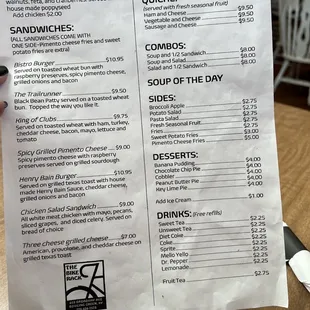 walnuts, feta, and
house made poppyseed
Add chicken $2.00
SANDWICHES:
(ALL SANDWICHES COME WITH
ONE SIDE-Pimento cheese fries and sweet
potato fries are extra)
Bistro Burger $10.95
Served on toasted wheat bun with
raspberry preserves, spicy pimento cheese,
grilled onions and bacon
The Trailrunner $9.50
Black Bean Patty served on a toasted wheat
bun. Topped the way you like it.
King of Clubs $9.75
Served on toasted wheat with ham, turkey,
cheddar cheese, bacon, mayo, lettuce and
tomato
Spicy Grilled Pimento Cheese $9.00
Spicy pimento cheese with raspberry
preserves served on grilled sourdough
Henry Bain Burger $10.95
Served on grilled texas toast with house
made Henry Bain Sauce, cheddar cheese,
grilled onions and bacon
Chicken Salad Sandwich $9.00
All white meat chicken, with mayo, pecans,
sliced grapes, and diced celery. Served on
bread of choice
Three cheese grilled cheese $7.00
American, provolone, and cheddar cheese on
grilled texas toast
THE
BIKE
RACK
(served with fresh seasonal fruit)
Ham and Cheese $9.50
Vegetable and Cheese $9.50
Sausage and Cheese $9.50
COMBOS:
Soup and 1/2 Sandwich $8.00
Soup and Salad $8.00
Salad and 1/2 Sandwich $8.00
SOUP OF THE DAY
SIDES:
Broccoli Apple $2.75
Potato Salad $2.75
Pasta Salad $2.75
Fresh Seasonal Fruit $2.75
Fries $2.75
Sweet Potato Fries $3.00
Pimento Cheese Fries $5.00
DESSERTS:
Banana Pudding $4.00
Chocolate Chip Pie $4.00
Cobbler $4.00
Peanut Butter Pie $4.00
Key Lime Pie $4.00
Add Ice Cream $1.00
DRINKS: (Free refills)
Sweet Tea $2.25
Unsweet Tea $2.25
Diet Coke $2.25
Coke $2.25
Sprite $2.25
Mello Yello $2.25
Dr. Pepper $2.25
Lemonade $2.25
Fruit Tea $2.25